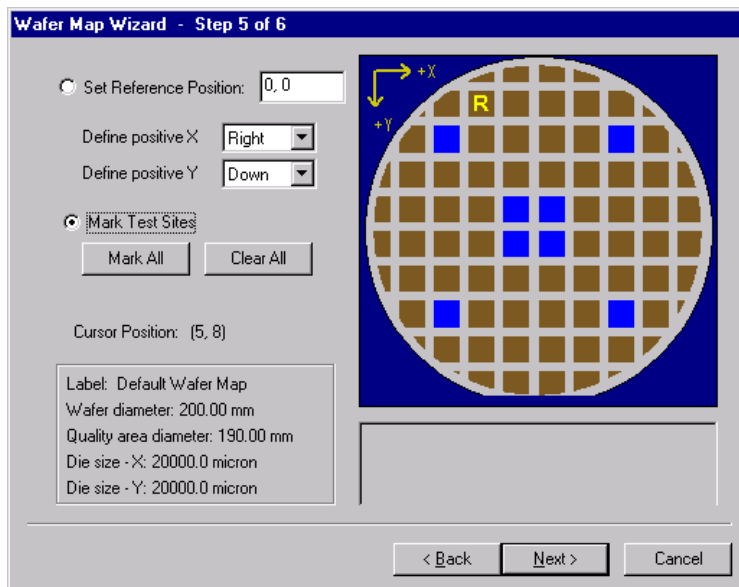 Wafer Map Wizard - Step 5 of 6
Set Reference Position: 0, 0
Define positive X Right
Define positive Y Down
Mark Test Sites
Mark All Clear All
Cursor Position: (5, 8)
Label: Default Wafer Map
Wafer diameter: 200.00 mm
Quality area diameter: 190.00 mm
Die size - X: 20000.0 micron
Die size - Y: 20000.0 micron
+X
+Y
R
< Back Next > Cancel